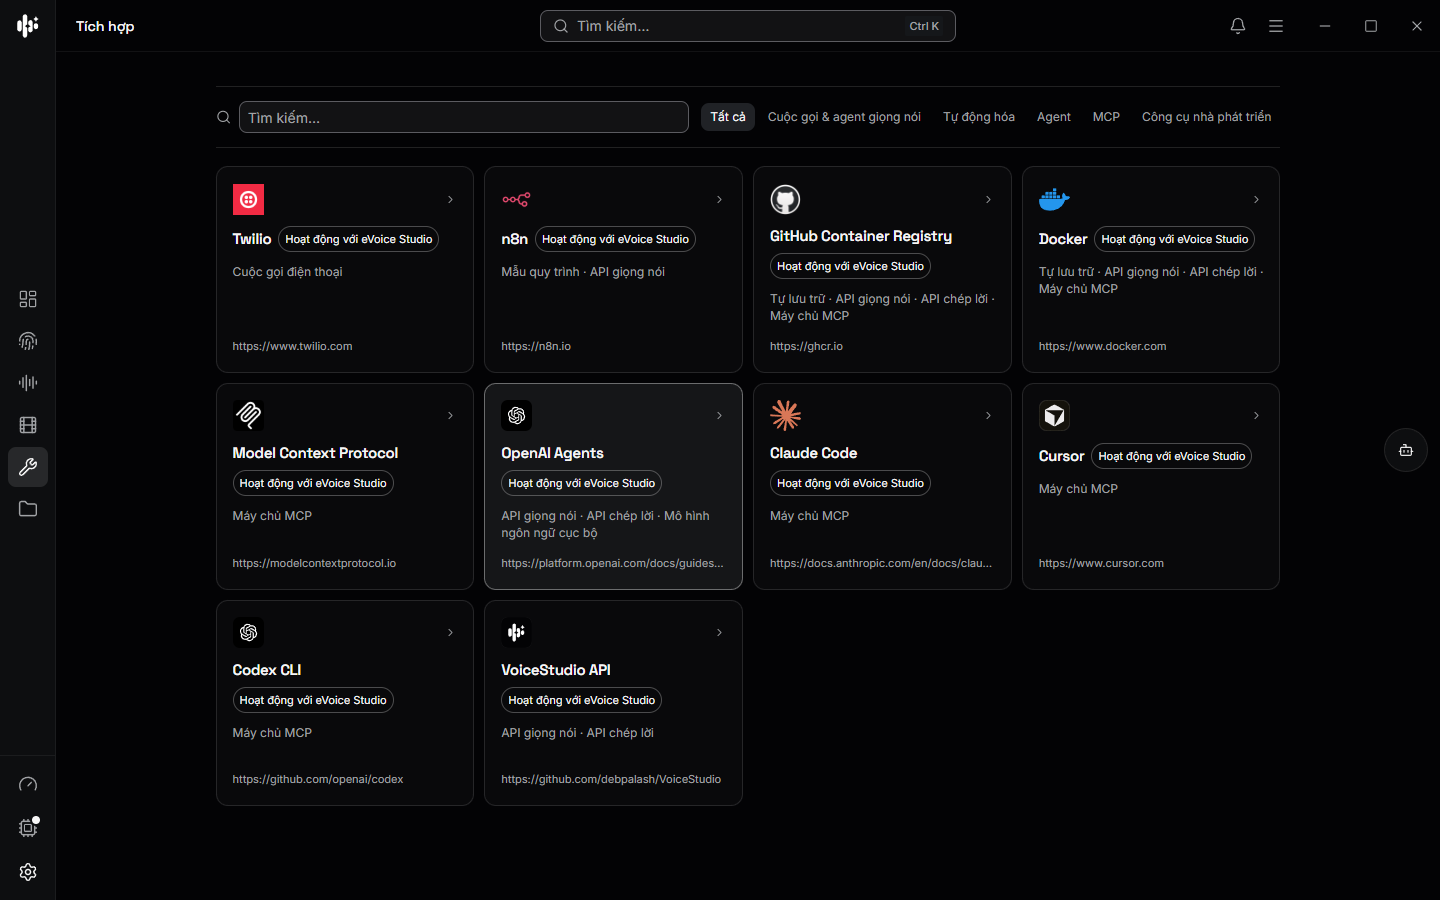 Tích hợp
Tìm kiếm...
Ctrl K
Tìm kiếm...
Tất cả
Cuộc gọi & agent giọng nói
Tự động hóa
Agent
MCP
Công cụ nhà phát triển
Twilio
Hoạt động với eVoice Studio
Cuộc gọi điện thoại
https://www.twilio.com
n8n
Hoạt động với eVoice Studio
Mẫu quy trình · API giọng nói
https://n8n.io
GitHub Container Registry
Hoạt động với eVoice Studio
Tự lưu trữ · API giọng nói · API chép lời ·
Máy chủ MCP
https://ghcr.io
Docker
Hoạt động với eVoice Studio
Tự lưu trữ · API giọng nói · API chép lời ·
Máy chủ MCP
https://www.docker.com
Model Context Protocol
Hoạt động với eVoice Studio
Máy chủ MCP
https://modelcontextprotocol.io
OpenAI Agents
Hoạt động với eVoice Studio
API giọng nói · API chép lời · Mô hình
ngôn ngữ cục bộ
https://platform.openai.com/docs/guides...
Claude Code
Hoạt động với eVoice Studio
Máy chủ MCP
https://docs.anthropic.com/en/docs/clau...
Cursor
Hoạt động với eVoice Studio
Máy chủ MCP
https://www.cursor.com
Codex CLI
Hoạt động với eVoice Studio
Máy chủ MCP
https://github.com/openai/codex
VoiceStudio API
Hoạt động với eVoice Studio
API giọng nói · API chép lời
https://github.com/debpalash/VoiceStudio